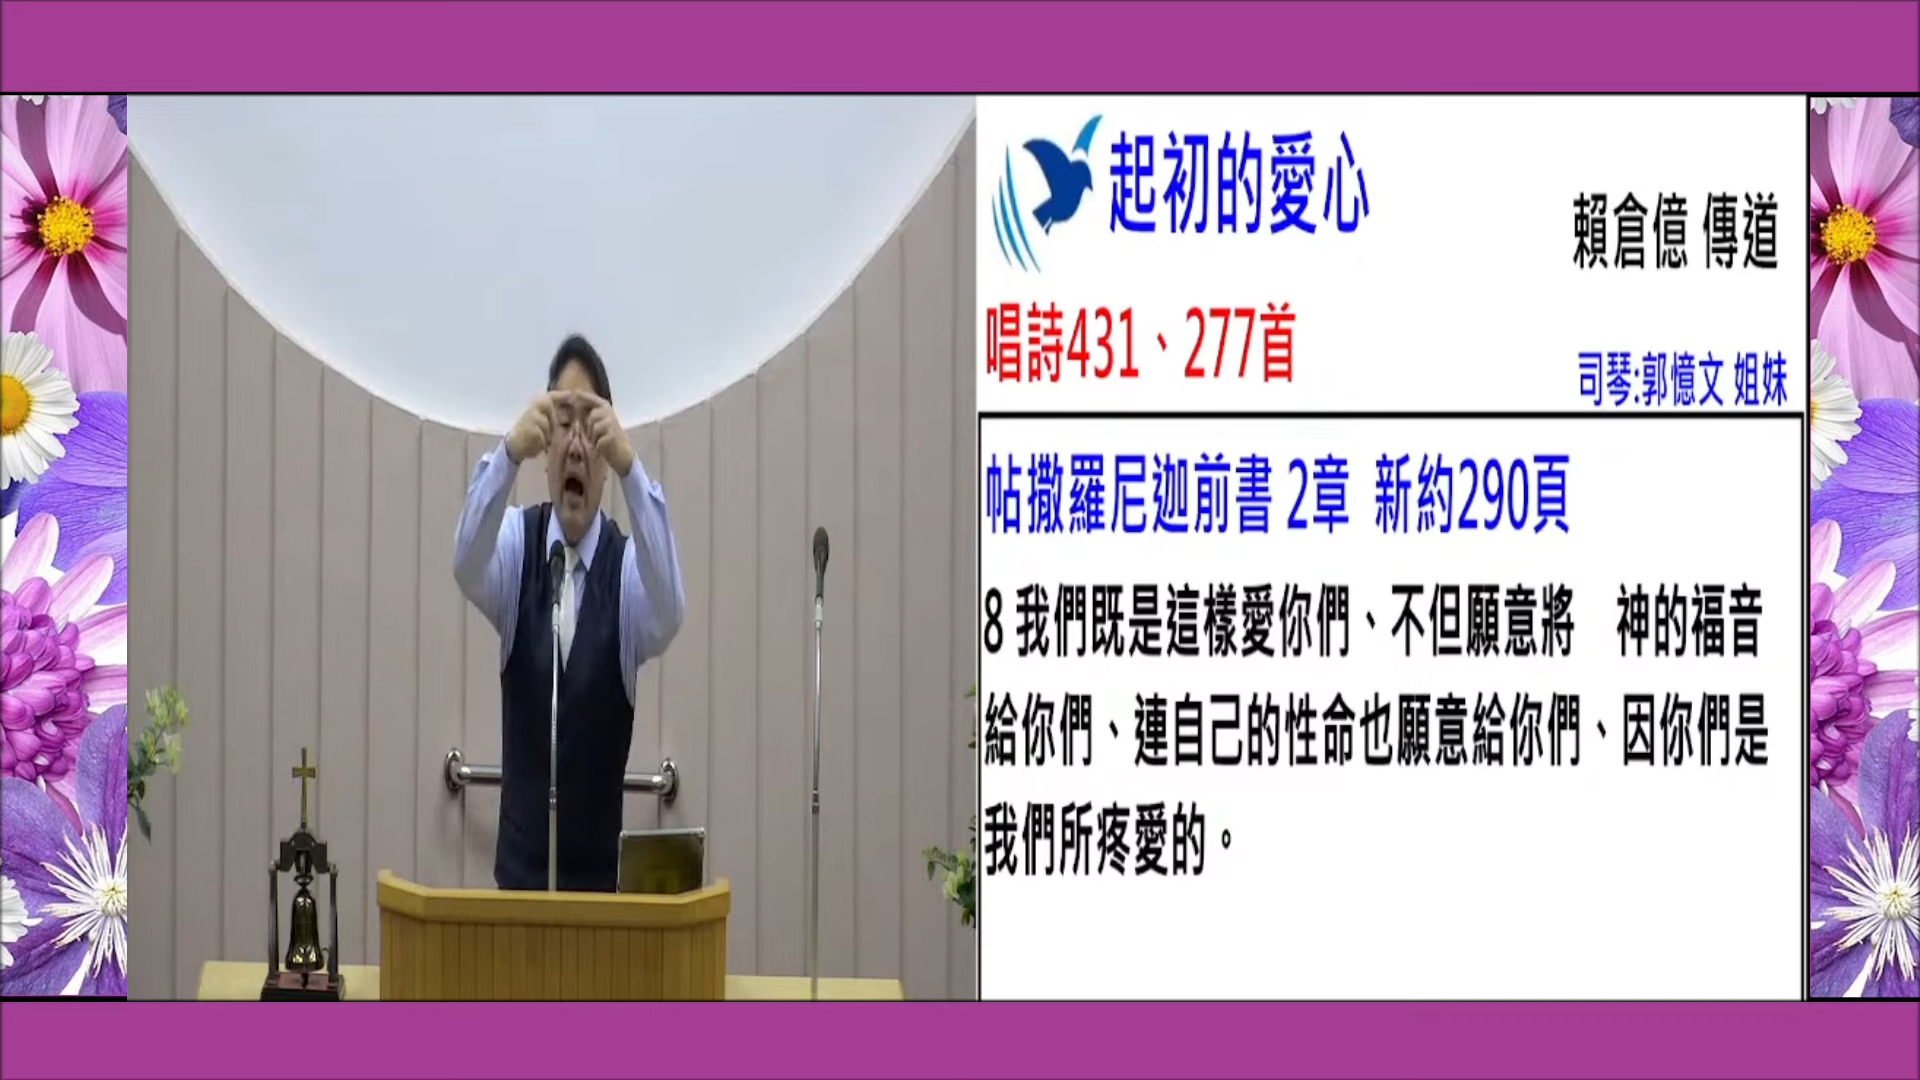 起初的愛心
賴倉億 傳道
唱詩431、277首
司琴:郭憶文 姐妹
帖撒羅尼迦前書 2章 新約290頁
8 我們既是這樣愛你們、不但願意將　神的福音
給你們、連自己的性命也願意給你們、因你們是
我們所疼愛的。